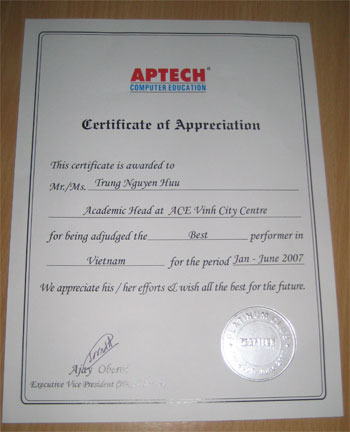 APTECH®
COMPUTER EDUCATION
Certificate of Appreciation
This certificate is awarded to
Mr./Ms. Trung Nguyen Huu
Academic Head at ACE Vinh City Centre
for being adjudged the Best performer in
Vietnam for the period Jan - June 2007
We appreciate his / her efforts & wish all the best for the future.
Ajay
Executive Vice President